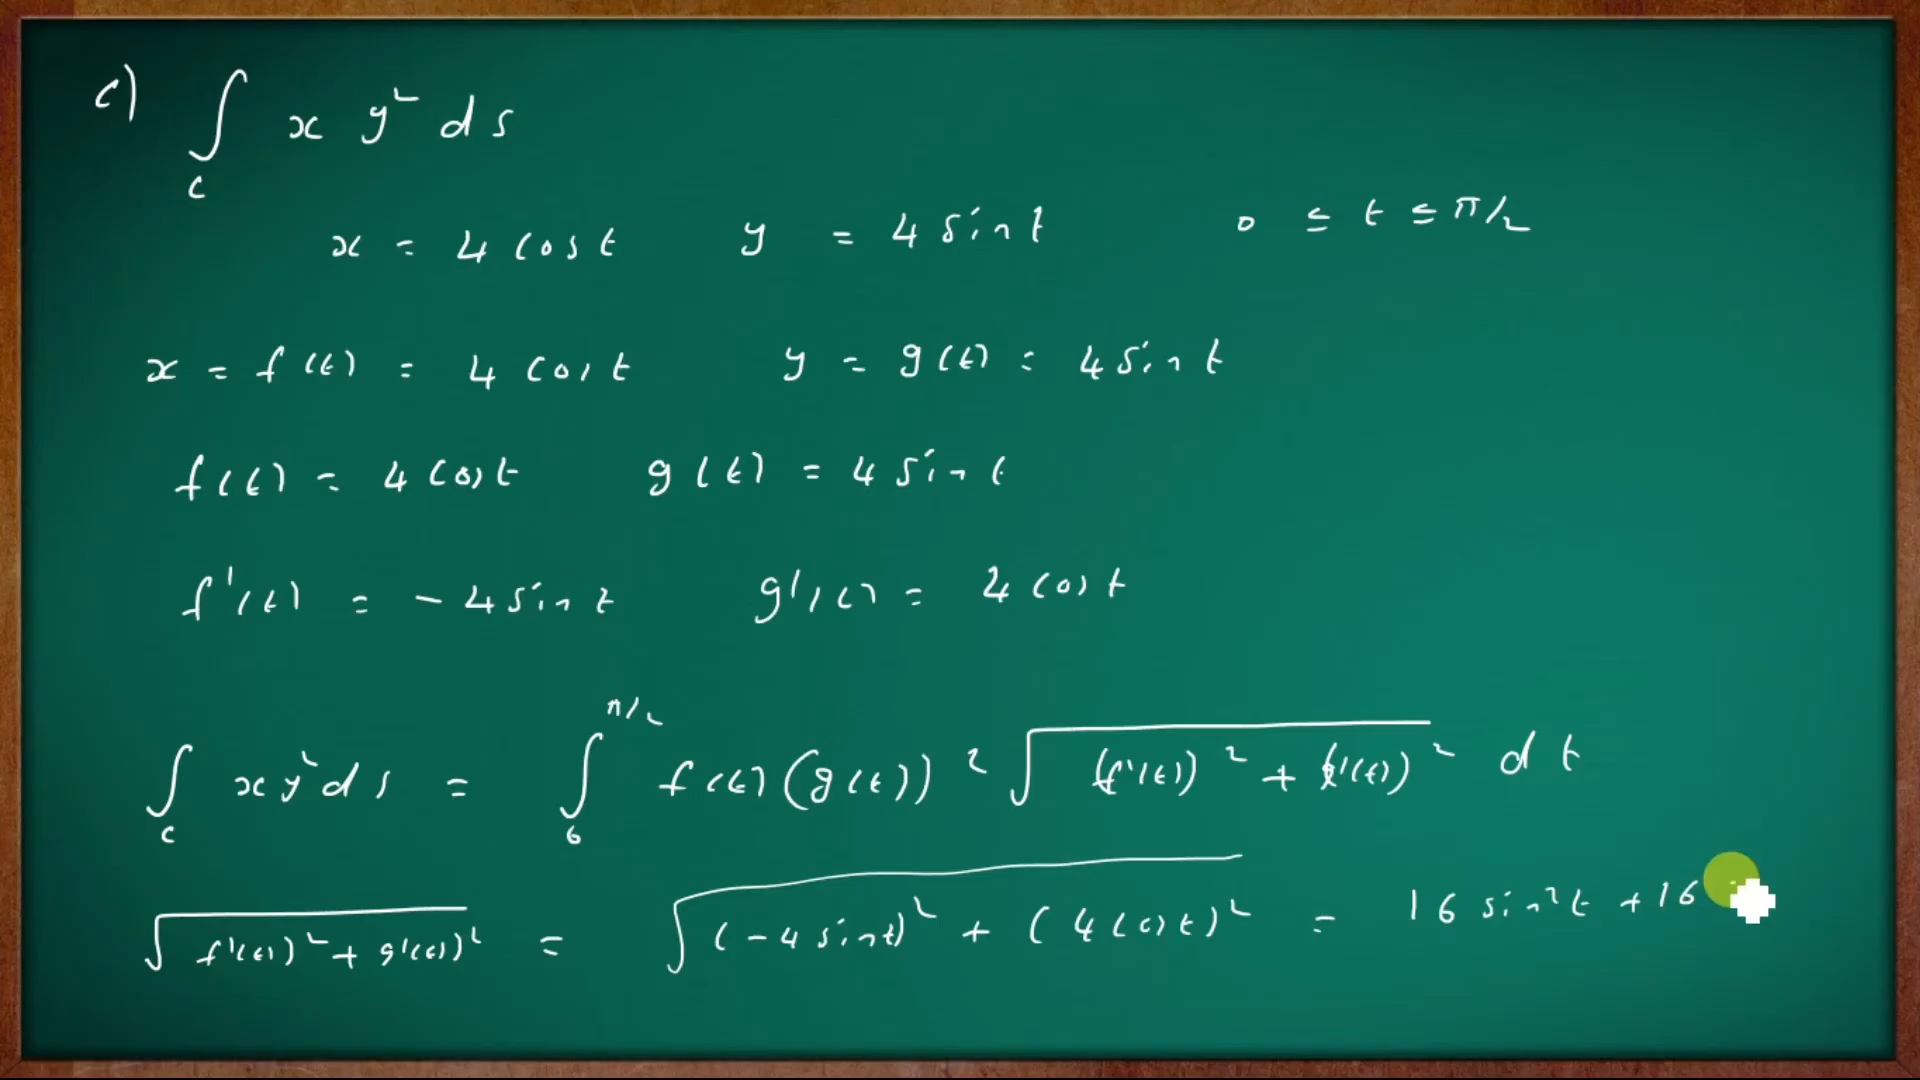 c) ∫_C x y² ds
x = 4 cos t    y = 4 sin t    0 ≤ t ≤ π/2
x = f(t) = 4 cos t    y = g(t) = 4 sin t
f(t) = 4 cos t    g(t) = 4 sin t
f'(t) = -4 sin t    g'(t) = 4 cos t
∫_C x y² ds = ∫_0^{π/2} f(t) (g(t))² √((f'(t))² + (g'(t))²) dt
√(f'(t)² + g'(t)²) = √((-4 sin t)² + (4 cos t)²) = 16 sin² t + 16